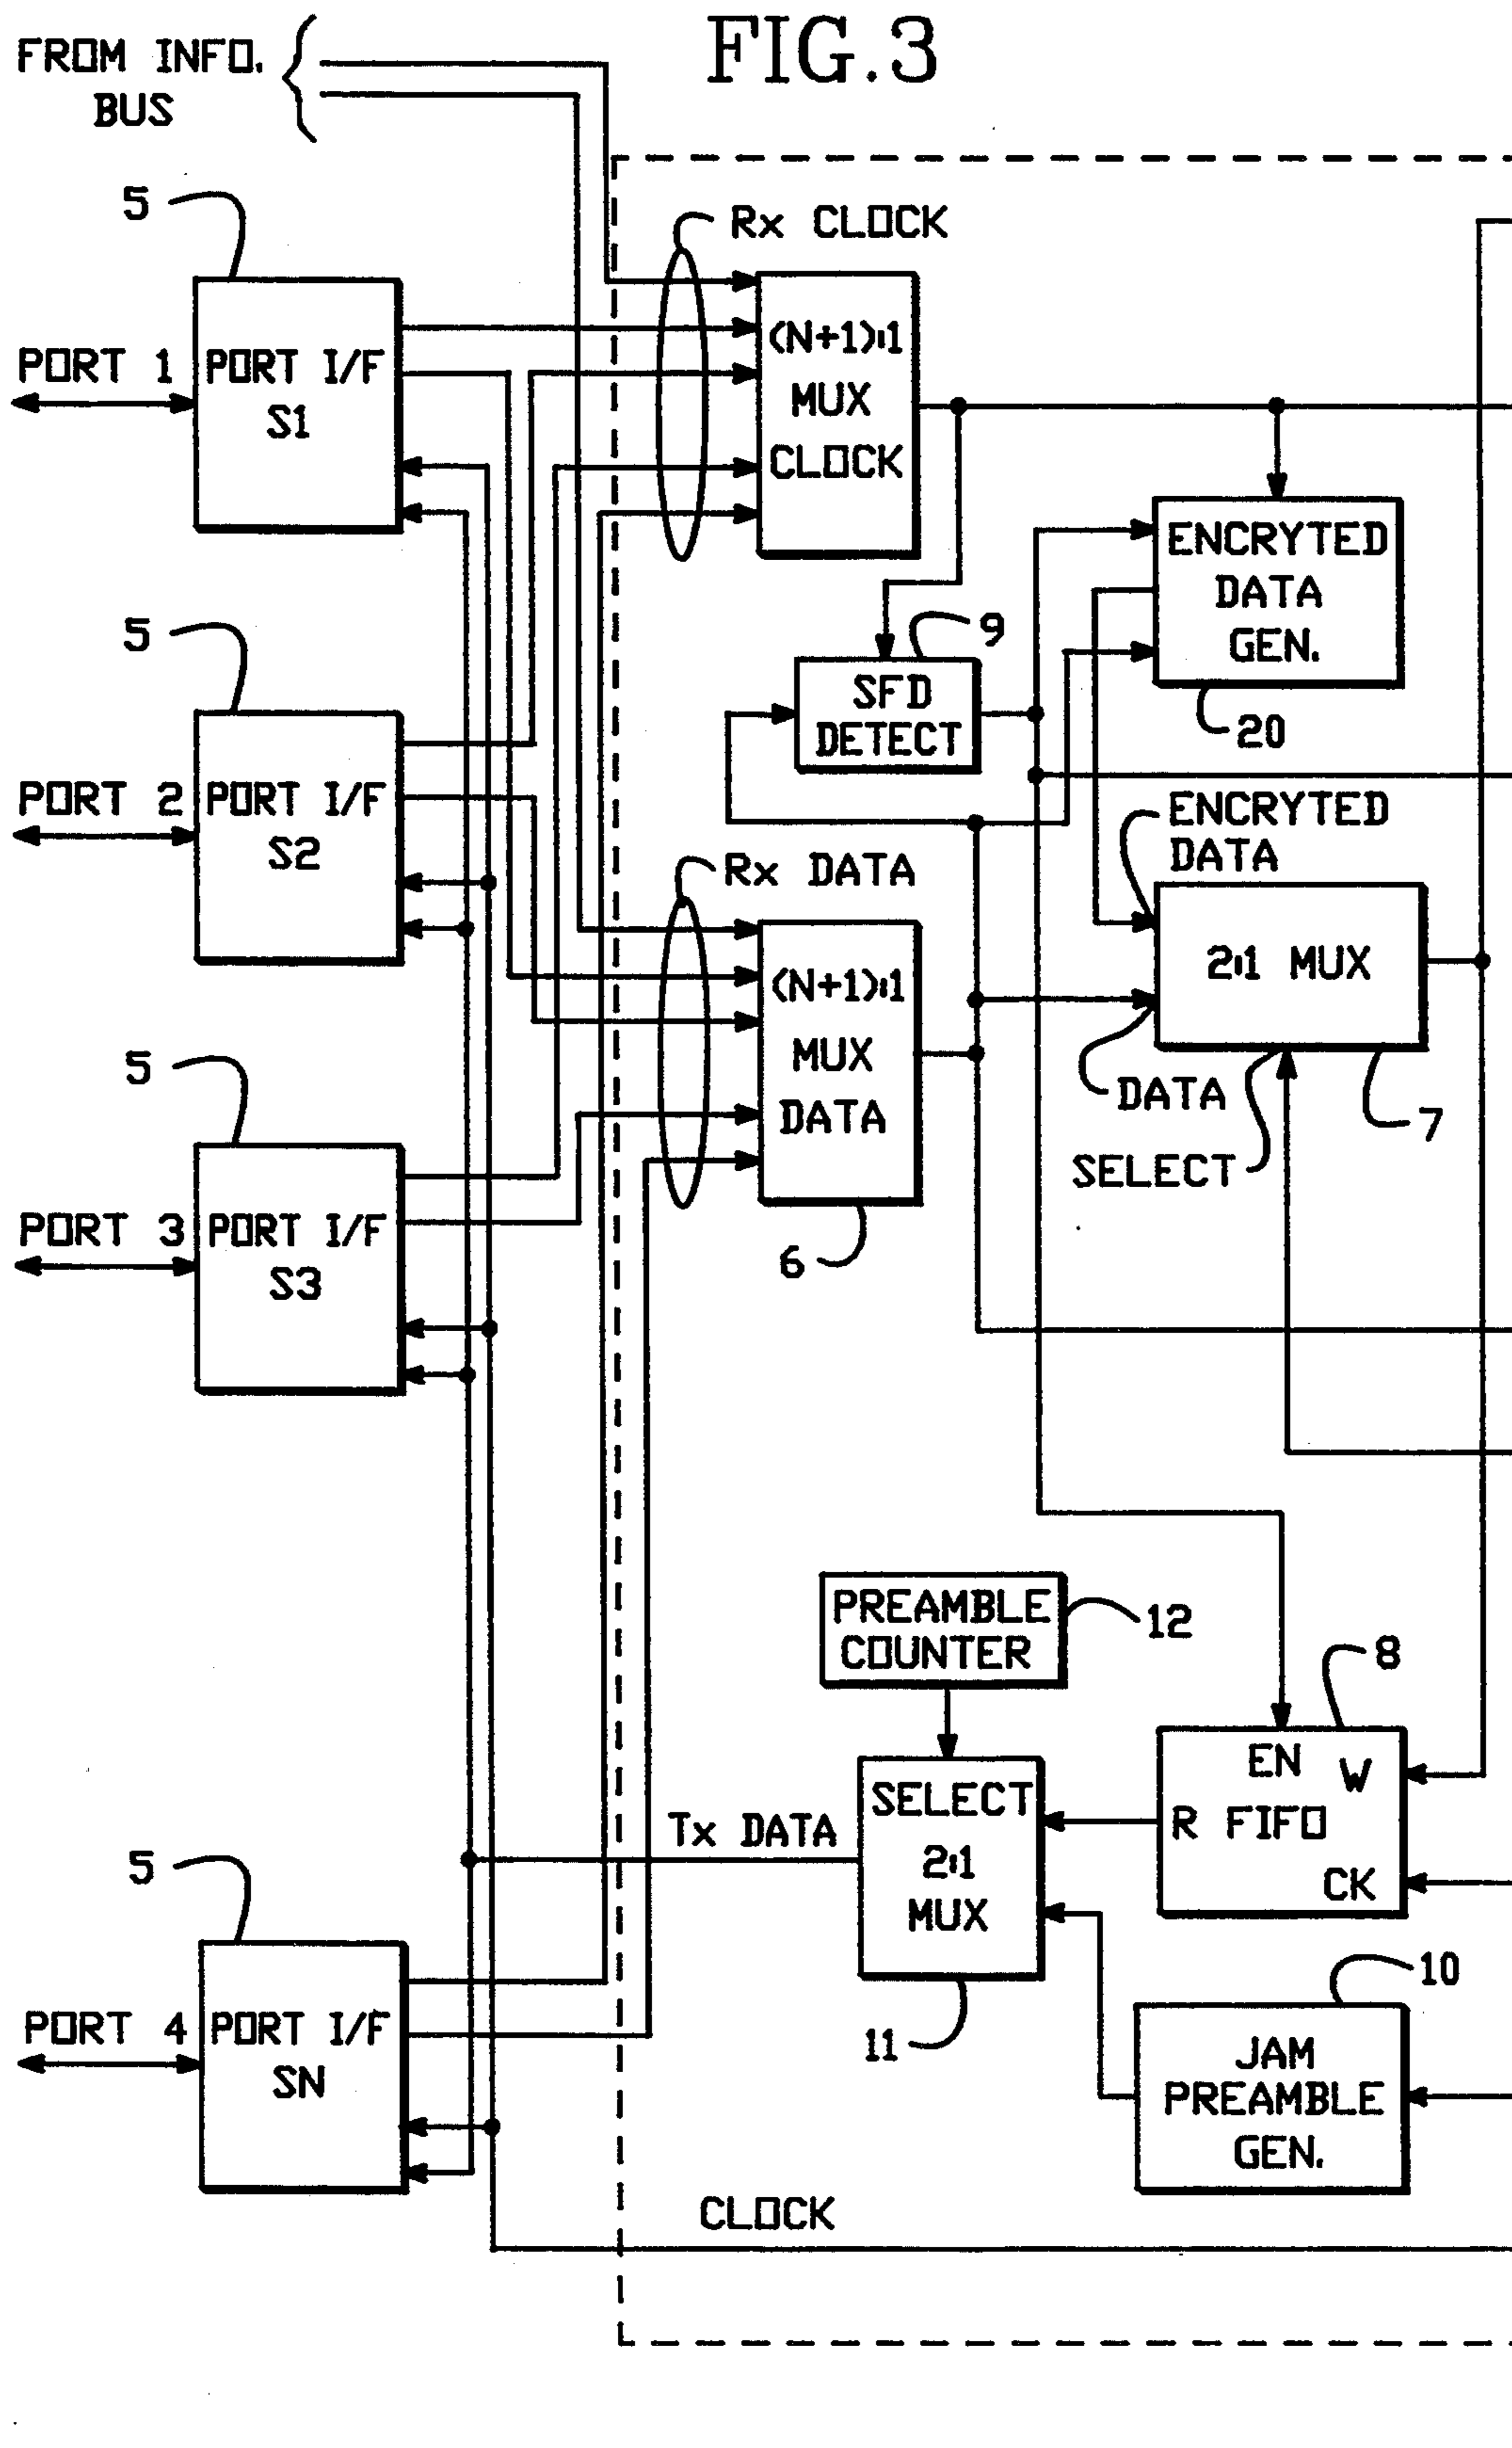 FIG.3
FROM INFO.
BUS
5
PORT 1
PORT I/F
S1
Rx CLOCK
(N+1):1
MUX
CLOCK
ENCRYTED
DATA
GEN.
20
9
SFD
DETECT
5
PORT 2
PORT I/F
S2
ENCRYTED
DATA
Rx DATA
(N+1):1
MUX
DATA
6
2:1 MUX
DATA
SELECT
7
5
PORT 3
PORT I/F
S3
PREAMBLE
COUNTER
12
8
EN
W
R FIFO
CK
SELECT
2:1
MUX
11
Tx DATA
5
PORT 4
PORT I/F
SN
10
JAM
PREAMBLE
GEN.
CLOCK